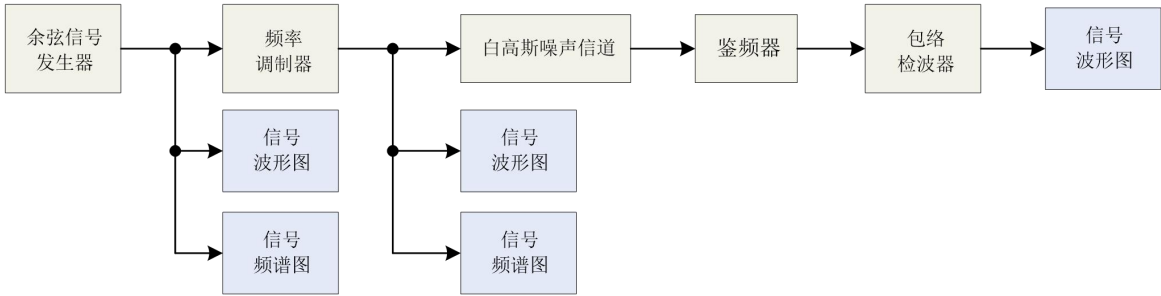 余弦信号
发生器
频率
调制器
白高斯噪声信道
鉴频器
包络
检波器
信号
波形图
信号
波形图
信号
波形图
信号
频谱图
信号
频谱图